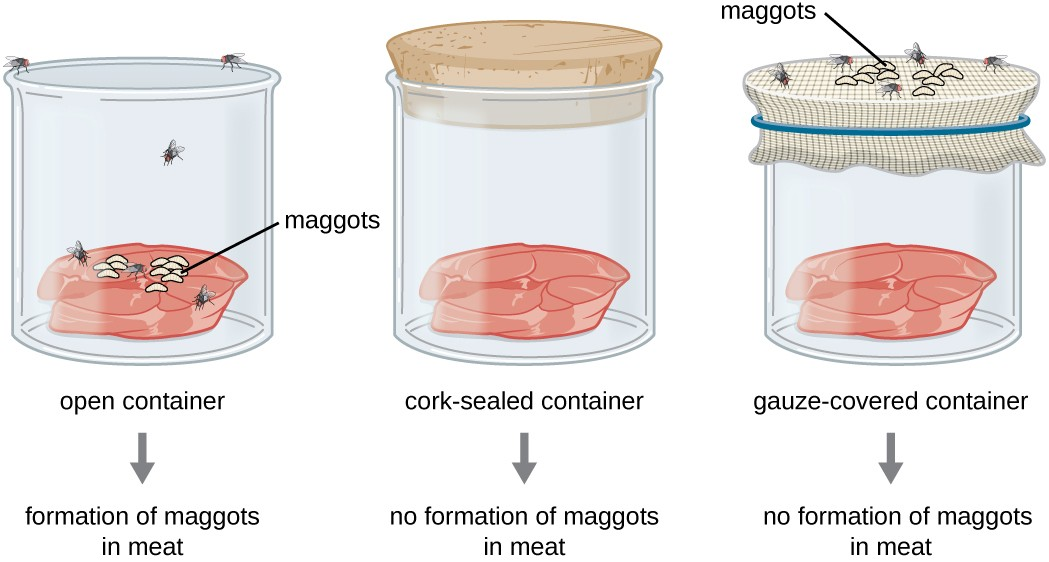 maggots
maggots
open container
cork-sealed container
gauze-covered container
formation of maggots
in meat
no formation of maggots
in meat
no formation of maggots
in meat